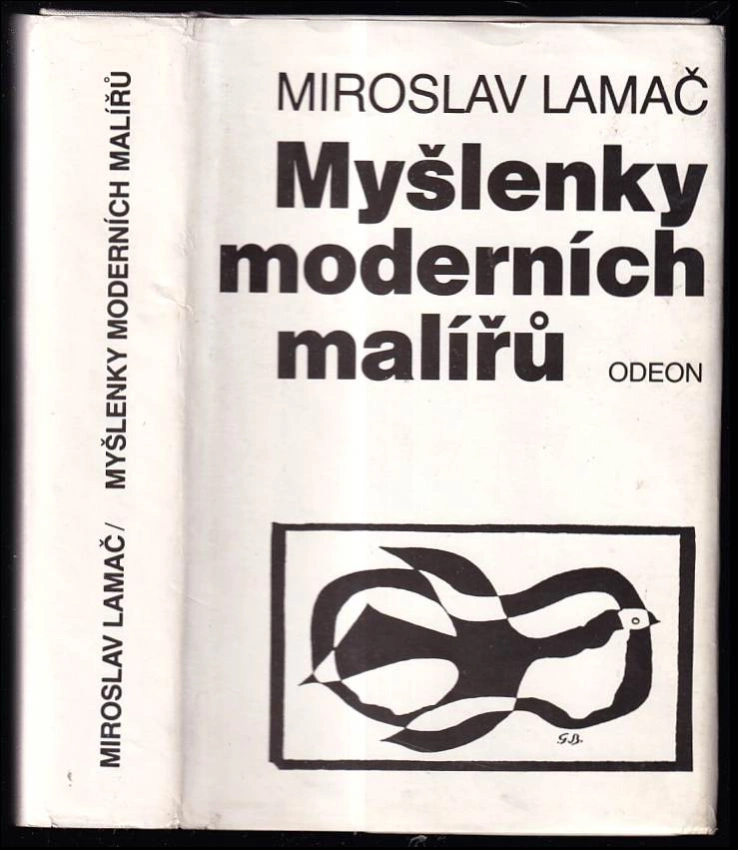 MIROSLAV LAMAČ/ MYŠLENKY MODERNÍCH MALÍŘŮ
MIROSLAV LAMAČ
Myšlenky
moderních
malířů
ODEON
G.B.